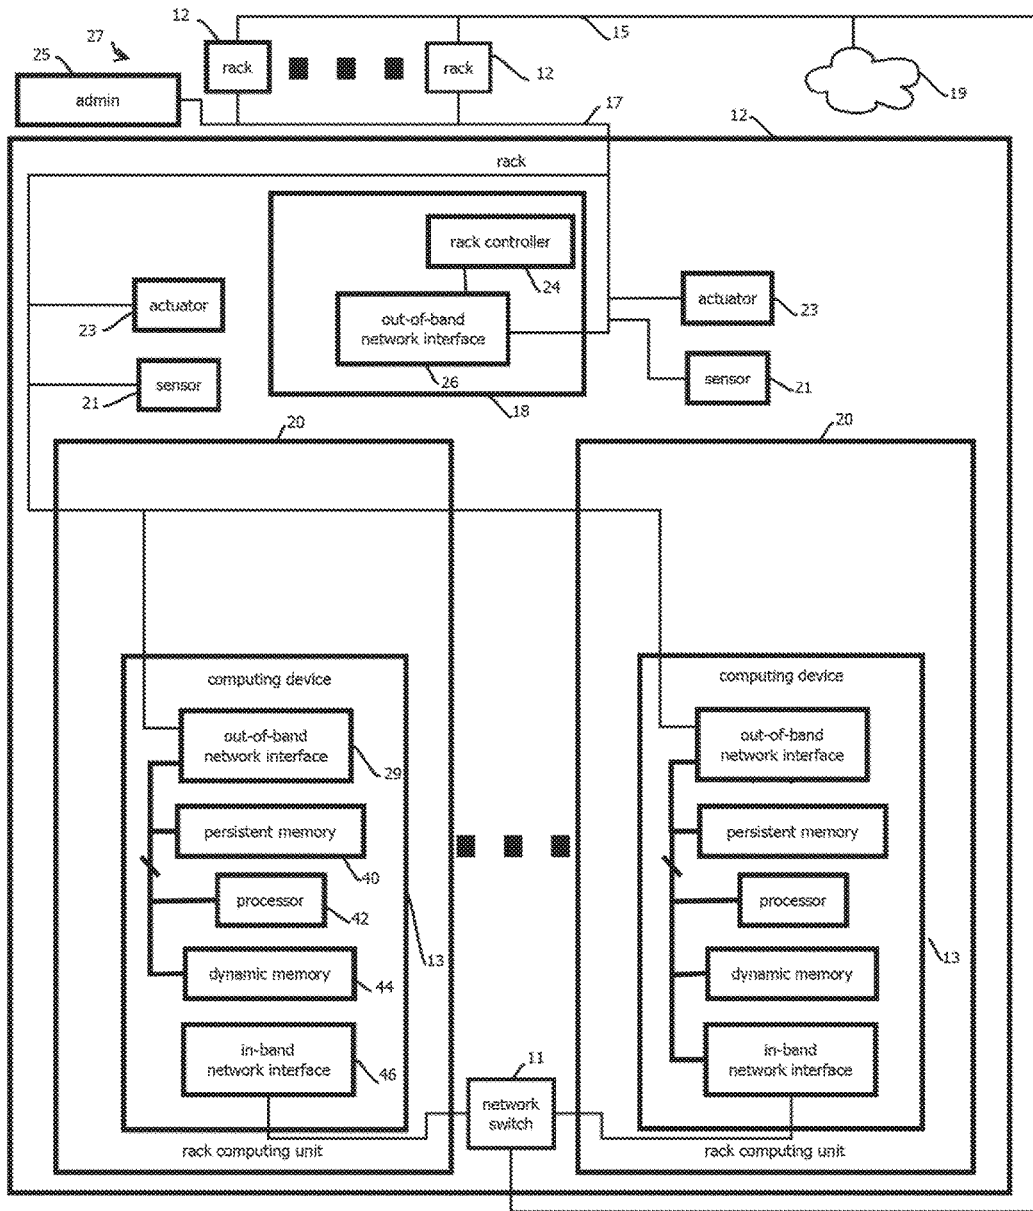 27
12
15
25
rack
rack
12
19
admin
17
12
rack
rack controller
24
actuator
23
out-of-band
network interface
26
actuator
23
sensor
21
18
sensor
21
20
20
computing device
computing device
out-of-band
network interface
29
out-of-band
network interface
persistent memory
40
persistent memory
processor
42
processor
13
13
dynamic memory
44
dynamic memory
in-band
network interface
46
in-band
network interface
11
network
switch
rack computing unit
rack computing unit